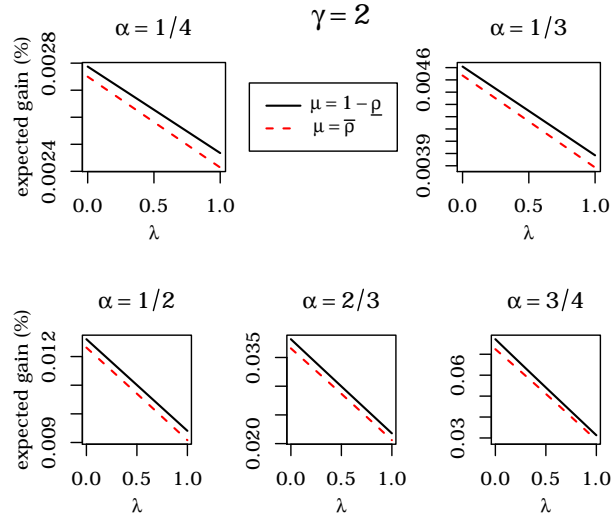 γ = 2
α = 1/4
expected gain (%)
0.0028
0.0024
0.0 0.5 1.0
λ
μ = 1 − ρ
μ = ρ̅
α = 1/3
0.0046
0.0039
0.0 0.5 1.0
λ
α = 1/2
expected gain (%)
0.012
0.009
0.0 0.5 1.0
λ
α = 2/3
0.035
0.020
0.0 0.5 1.0
λ
α = 3/4
0.06
0.03
0.0 0.5 1.0
λ